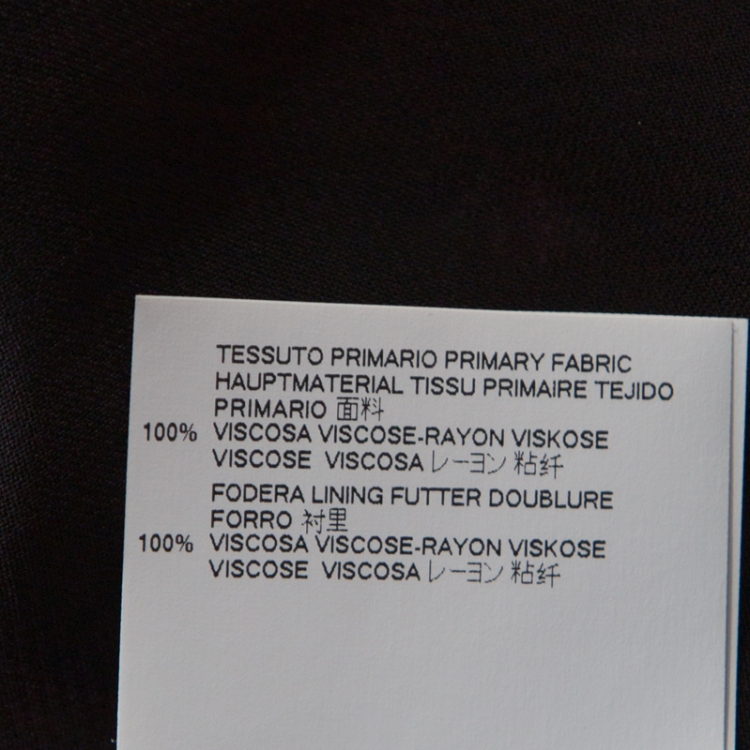 TESSUTO PRIMARIO PRIMARY FABRIC
HAUPTMATERIAL TISSU PRIMAIRE TEJIDO
PRIMARIO 面料
100% VISCOSA VISCOSE-RAYON VISKOSE
VISCOSE VISCOSA レーヨン 粘纤
FODERA LINING FUTTER DOUBLURE
FORRO 衬里
100% VISCOSA VISCOSE-RAYON VISKOSE
VISCOSE VISCOSA レーヨン 粘纤